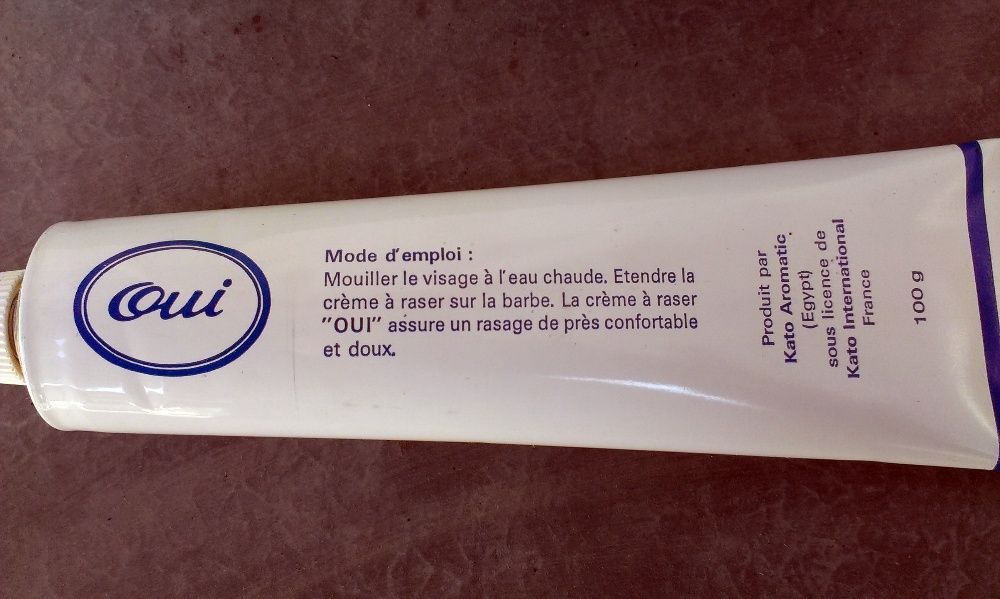 Oui
Mode d'emploi :
Mouiller le visage à l'eau chaude. Etendre la
crème à raser sur la barbe. La crème à raser
"OUI" assure un rasage de près confortable
et doux.
Produit par
Kato Aromatic
(Egypt)
sous licence de
Kato International
France
100 g